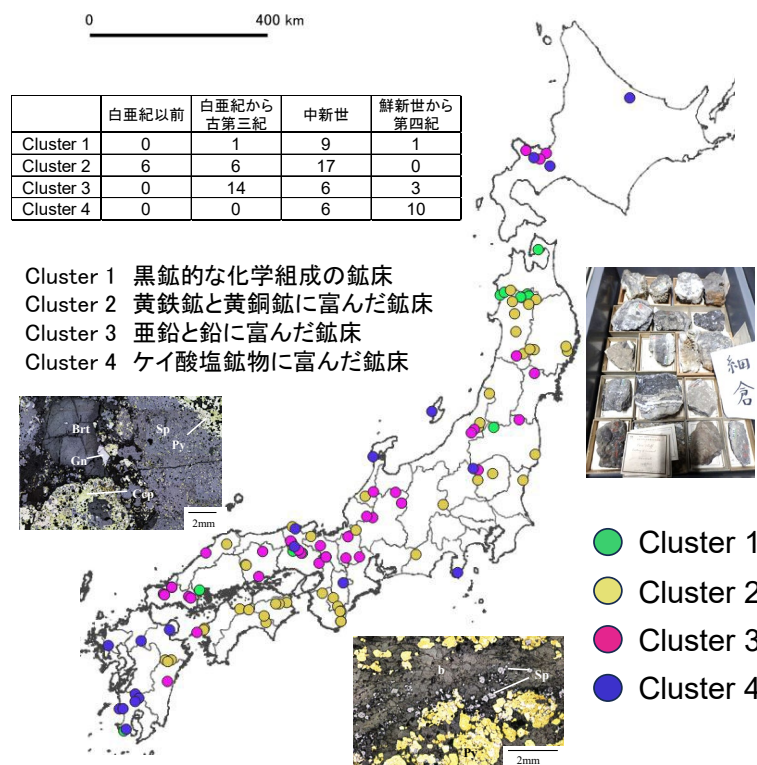 0 400 km
白亜紀以前 白亜紀から 古第三紀 中新世 鮮新世から 第四紀
Cluster 1 0 1 9 1
Cluster 2 6 6 17 0
Cluster 3 0 14 6 3
Cluster 4 0 0 6 10
Cluster 1 黒鉱的な化学組成の鉱床
Cluster 2 黄鉄鉱と黄銅鉱に富んだ鉱床
Cluster 3 亜鉛と鉛に富んだ鉱床
Cluster 4 ケイ酸塩鉱物に富んだ鉱床
細倉
Brt
Sp
Py
Gn
Ccp
2mm
Cluster 1
Cluster 2
Cluster 3
Cluster 4
b
Sp
Py
2mm